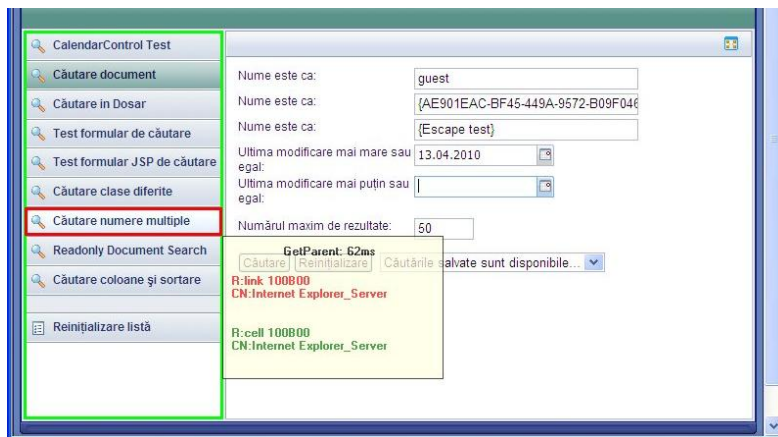 CalendarControl Test
Căutare document
Căutare in Dosar
Test formular de căutare
Test formular JSP de căutare
Căutare clase diferite
Căutare numere multiple
Readonly Document Search
Căutare coloane şi sortare
Reiniţializare listă
Nume este ca: guest
Nume este ca: {AE901EAC-BF45-449A-9572-B09F046
Nume este ca: {Escape test}
Ultima modificare mai mare sau egal: 13.04.2010
Ultima modificare mai puţin sau egal:
Numărul maxim de rezultate: 50
GetParent: 62ms
Căutare Reiniţializare Căutările salvate sunt disponibile...
R:link 100B00
CN:Internet Explorer_Server
R:cell 100B00
CN:Internet Explorer_Server